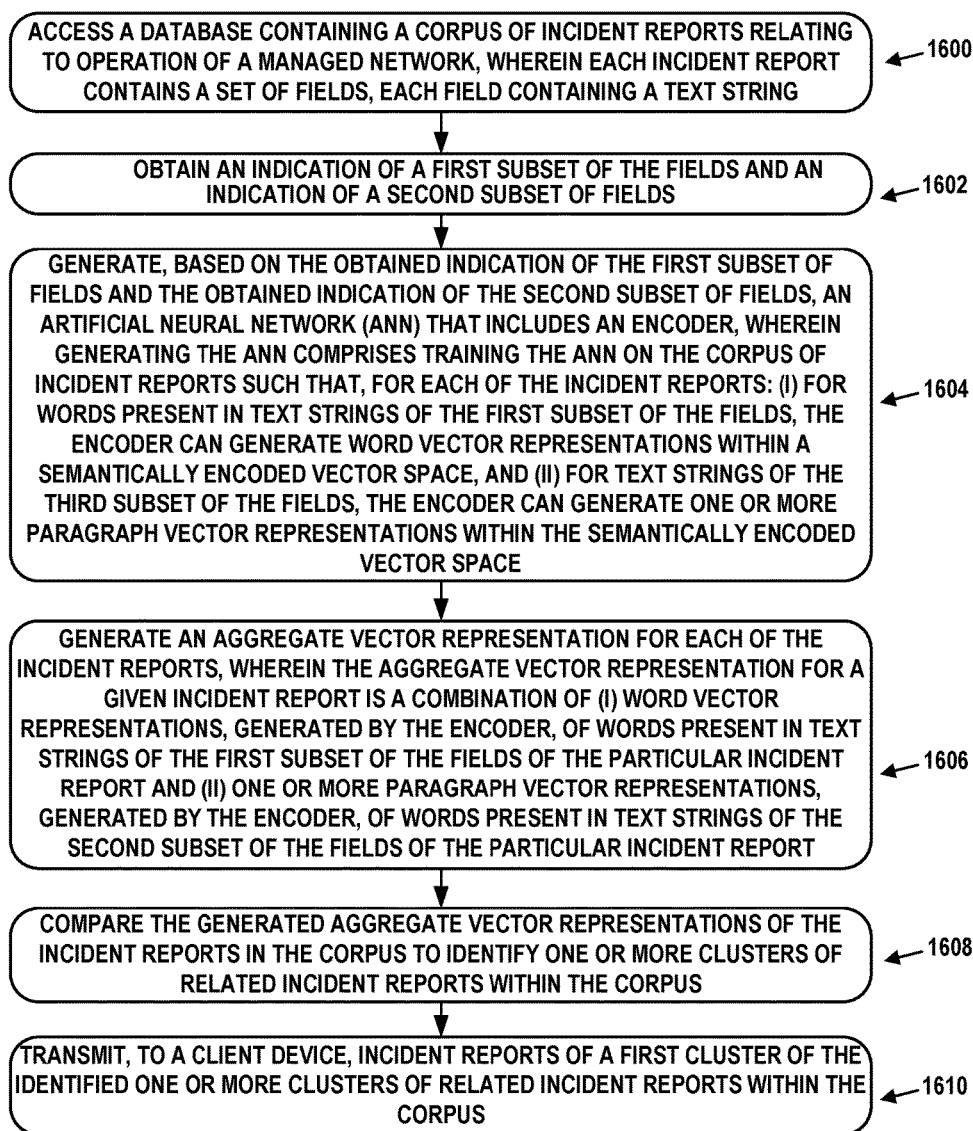 ACCESS A DATABASE CONTAINING A CORPUS OF INCIDENT REPORTS RELATING
TO OPERATION OF A MANAGED NETWORK, WHEREIN EACH INCIDENT REPORT
CONTAINS A SET OF FIELDS, EACH FIELD CONTAINING A TEXT STRING
1600
OBTAIN AN INDICATION OF A FIRST SUBSET OF THE FIELDS AND AN
INDICATION OF A SECOND SUBSET OF FIELDS
1602
GENERATE, BASED ON THE OBTAINED INDICATION OF THE FIRST SUBSET OF
FIELDS AND THE OBTAINED INDICATION OF THE SECOND SUBSET OF FIELDS, AN
ARTIFICIAL NEURAL NETWORK (ANN) THAT INCLUDES AN ENCODER, WHEREIN
GENERATING THE ANN COMPRISES TRAINING THE ANN ON THE CORPUS OF
INCIDENT REPORTS SUCH THAT, FOR EACH OF THE INCIDENT REPORTS: (I) FOR
WORDS PRESENT IN TEXT STRINGS OF THE FIRST SUBSET OF THE FIELDS, THE
ENCODER CAN GENERATE WORD VECTOR REPRESENTATIONS WITHIN A
SEMANTICALLY ENCODED VECTOR SPACE, AND (II) FOR TEXT STRINGS OF THE
THIRD SUBSET OF THE FIELDS, THE ENCODER CAN GENERATE ONE OR MORE
PARAGRAPH VECTOR REPRESENTATIONS WITHIN THE SEMANTICALLY ENCODED
VECTOR SPACE
1604
GENERATE AN AGGREGATE VECTOR REPRESENTATION FOR EACH OF THE
INCIDENT REPORTS, WHEREIN THE AGGREGATE VECTOR REPRESENTATION FOR A
GIVEN INCIDENT REPORT IS A COMBINATION OF (I) WORD VECTOR
REPRESENTATIONS, GENERATED BY THE ENCODER, OF WORDS PRESENT IN TEXT
STRINGS OF THE FIRST SUBSET OF THE FIELDS OF THE PARTICULAR INCIDENT
REPORT AND (II) ONE OR MORE PARAGRAPH VECTOR REPRESENTATIONS,
GENERATED BY THE ENCODER, OF WORDS PRESENT IN TEXT STRINGS OF THE
SECOND SUBSET OF THE FIELDS OF THE PARTICULAR INCIDENT REPORT
1606
COMPARE THE GENERATED AGGREGATE VECTOR REPRESENTATIONS OF THE
INCIDENT REPORTS IN THE CORPUS TO IDENTIFY ONE OR MORE CLUSTERS OF
RELATED INCIDENT REPORTS WITHIN THE CORPUS
1608
TRANSMIT, TO A CLIENT DEVICE, INCIDENT REPORTS OF A FIRST CLUSTER OF THE
IDENTIFIED ONE OR MORE CLUSTERS OF RELATED INCIDENT REPORTS WITHIN THE
CORPUS
1610